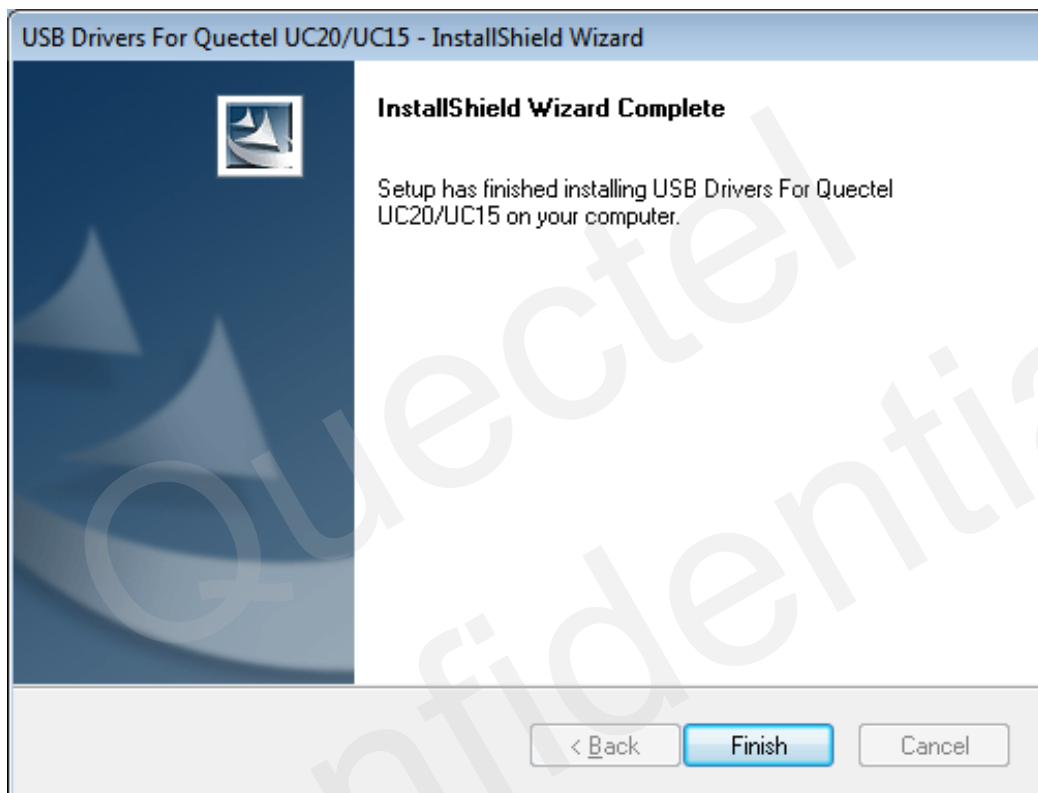 USB Drivers For Quectel UC20/UC15 - InstallShield Wizard
InstallShield Wizard Complete
Setup has finished installing USB Drivers For Quectel
UC20/UC15 on your computer.
Quectel
nfidentia
< Back
Finish
Cancel